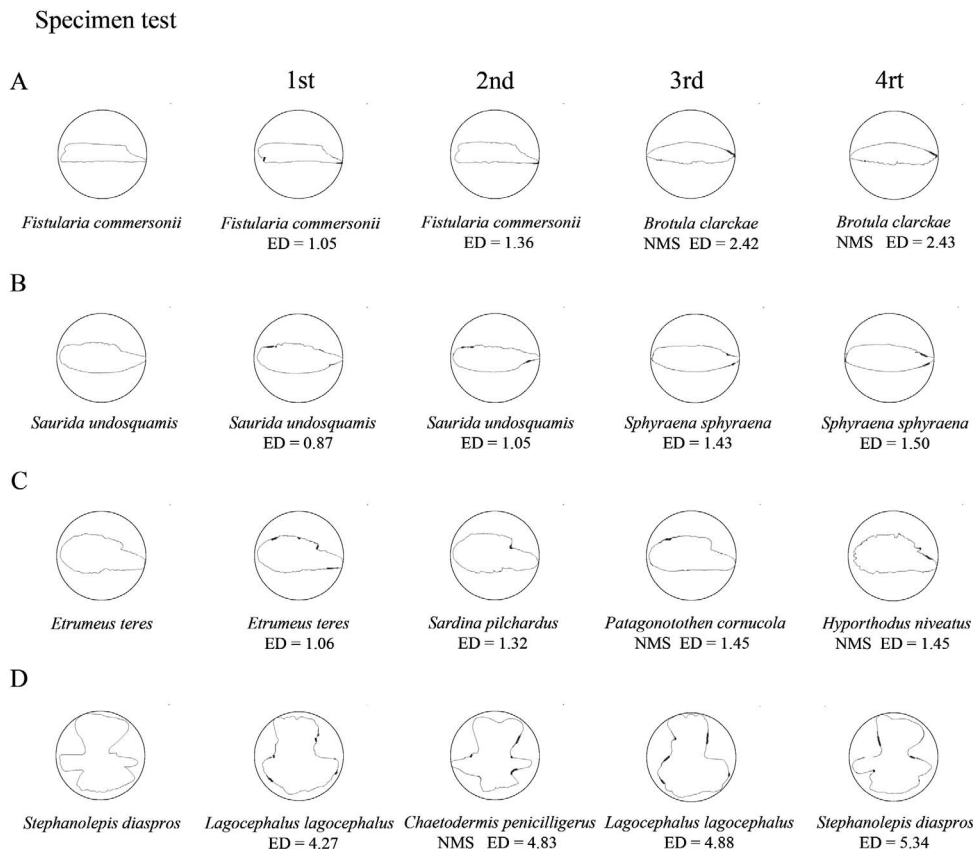 Specimen test
A 1st 2nd 3rd 4rt
Fistularia commersonii Fistularia commersonii Fistularia commersonii Brotula clarckae Brotula clarckae
ED = 1.05 ED = 1.36 NMS ED = 2.42 NMS ED = 2.43
B
Saurida undosquamis Saurida undosquamis Saurida undosquamis Sphyraena sphyraena Sphyraena sphyraena
ED = 0.87 ED = 1.05 ED = 1.43 ED = 1.50
C
Etrumeus teres Etrumeus teres Sardina pilchardus Patagonotothen cornucola Hyporthodus niveatus
ED = 1.06 ED = 1.32 NMS ED = 1.45 NMS ED = 1.45
D
Stephanolepis diaspros Lagocephalus lagocephalus Chaetodermis penicilligerus Lagocephalus lagocephalus Stephanolepis diaspros
ED = 4.27 NMS ED = 4.83 ED = 4.88 ED = 5.34